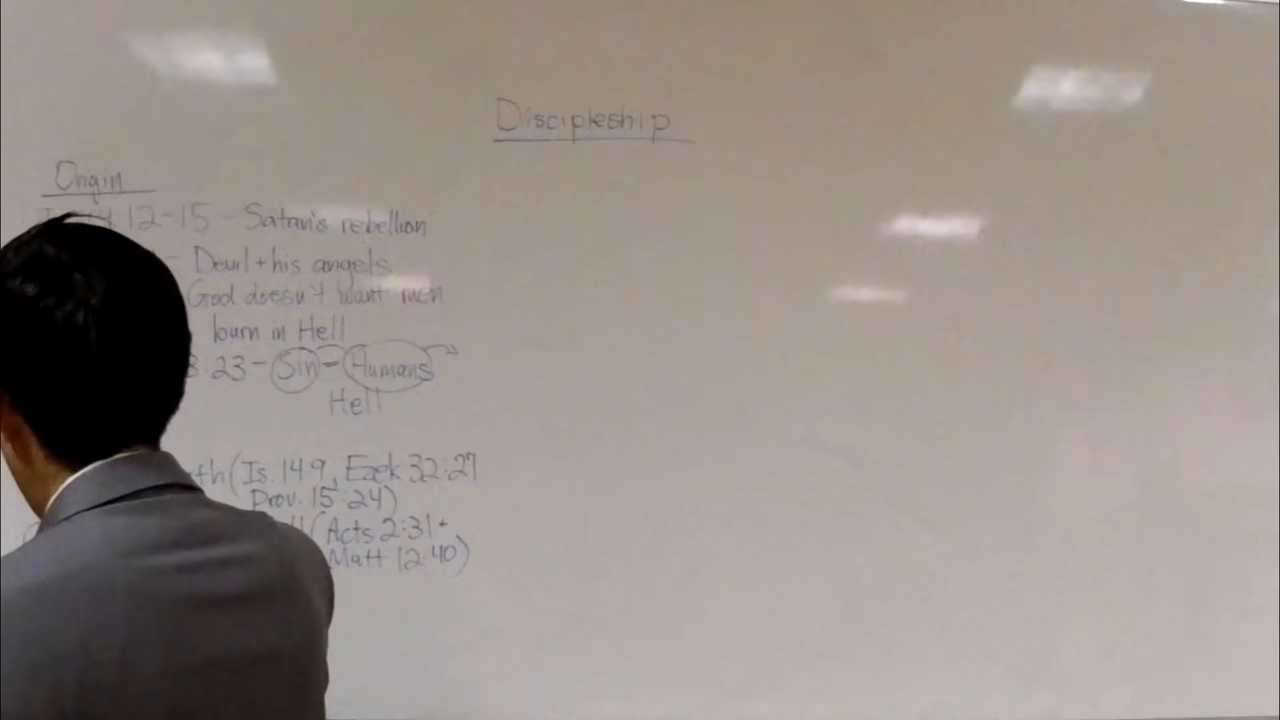 Discipleship
Origin
12-15 - Satan's rebellion
- Devil + his angels
God doesn't want men
burn in Hell
23 - Sin - Humans
Hell
(Is. 14:9, Ezek 32:27
Prov. 15:24)
(Acts 2:31 +
Matt 12:40)